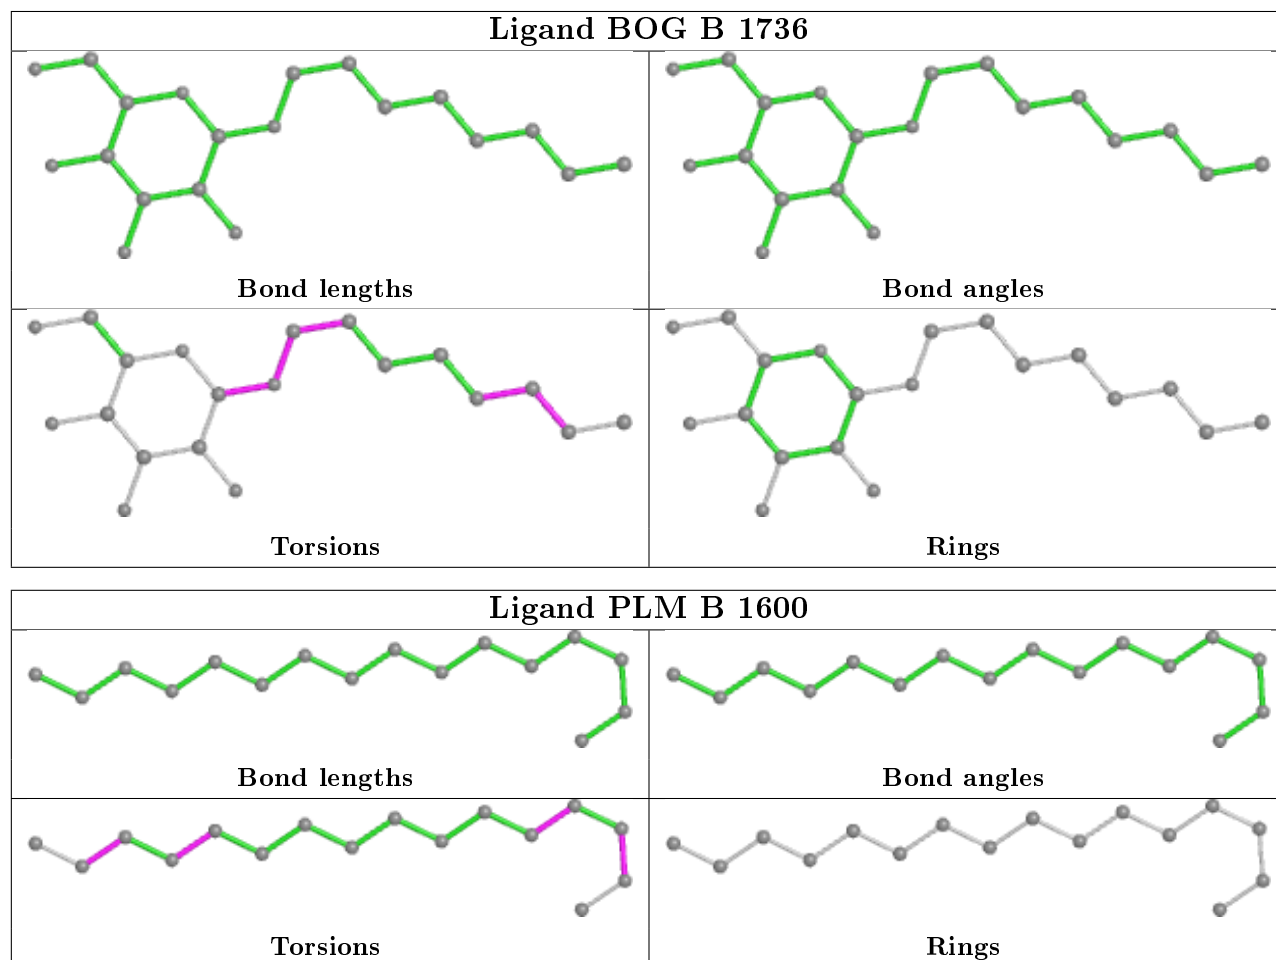 Ligand BOG B 1736
Bond lengths
Bond angles
Torsions
Rings
Ligand PLM B 1600
Bond lengths
Bond angles
Torsions
Rings